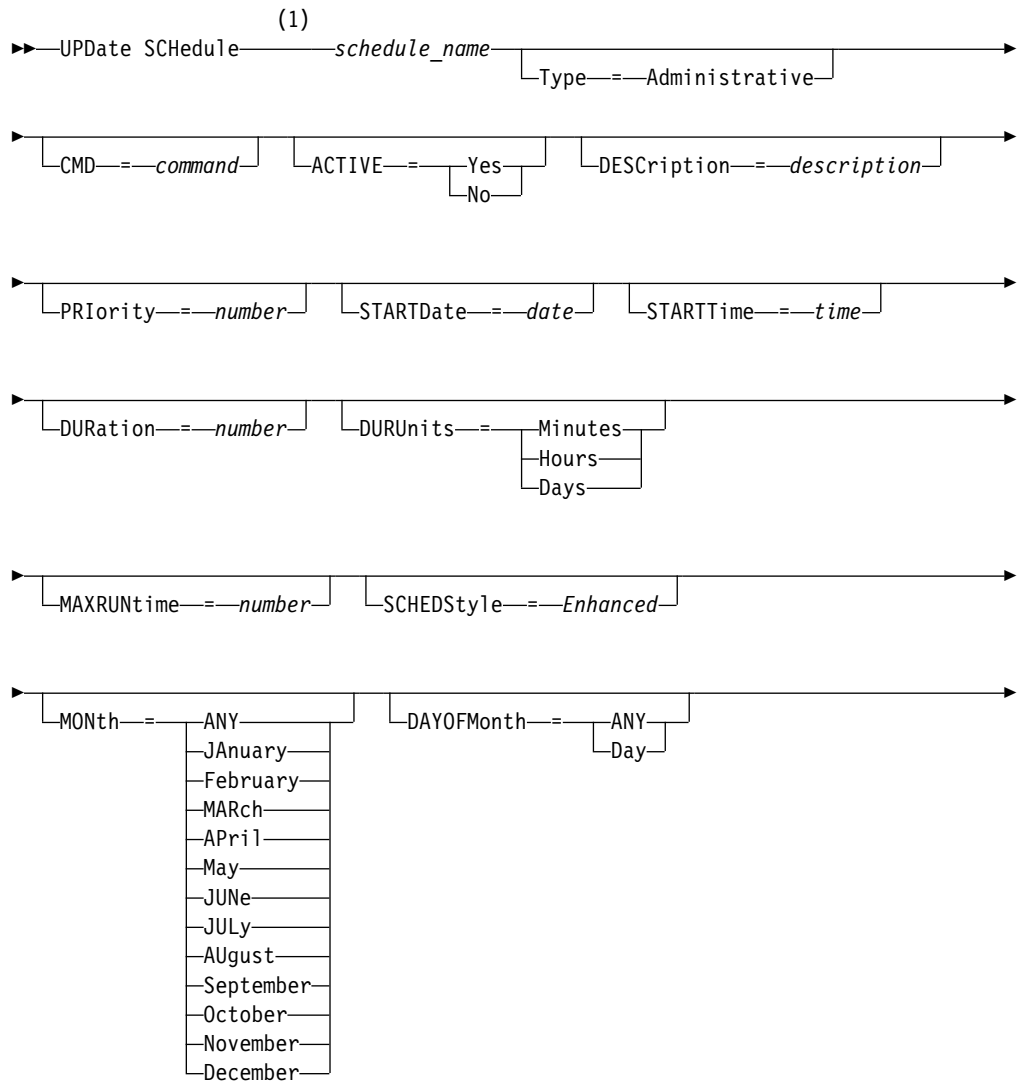 (1)
UPDate SCHedule schedule_name
Type = Administrative
CMD = command ACTIVE = Yes DESCription = description
No
PRIority = number STARTDate = date STARTTime = time
DURation = number DURUnits = Minutes
Hours
Days
MAXRUNtime = number SCHEDStyle = Enhanced
MONth = ANY DAYOFMonth = ANY
JAnuary Day
February
MARch
APril
May
JUNe
JULy
AUgust
September
October
November
December